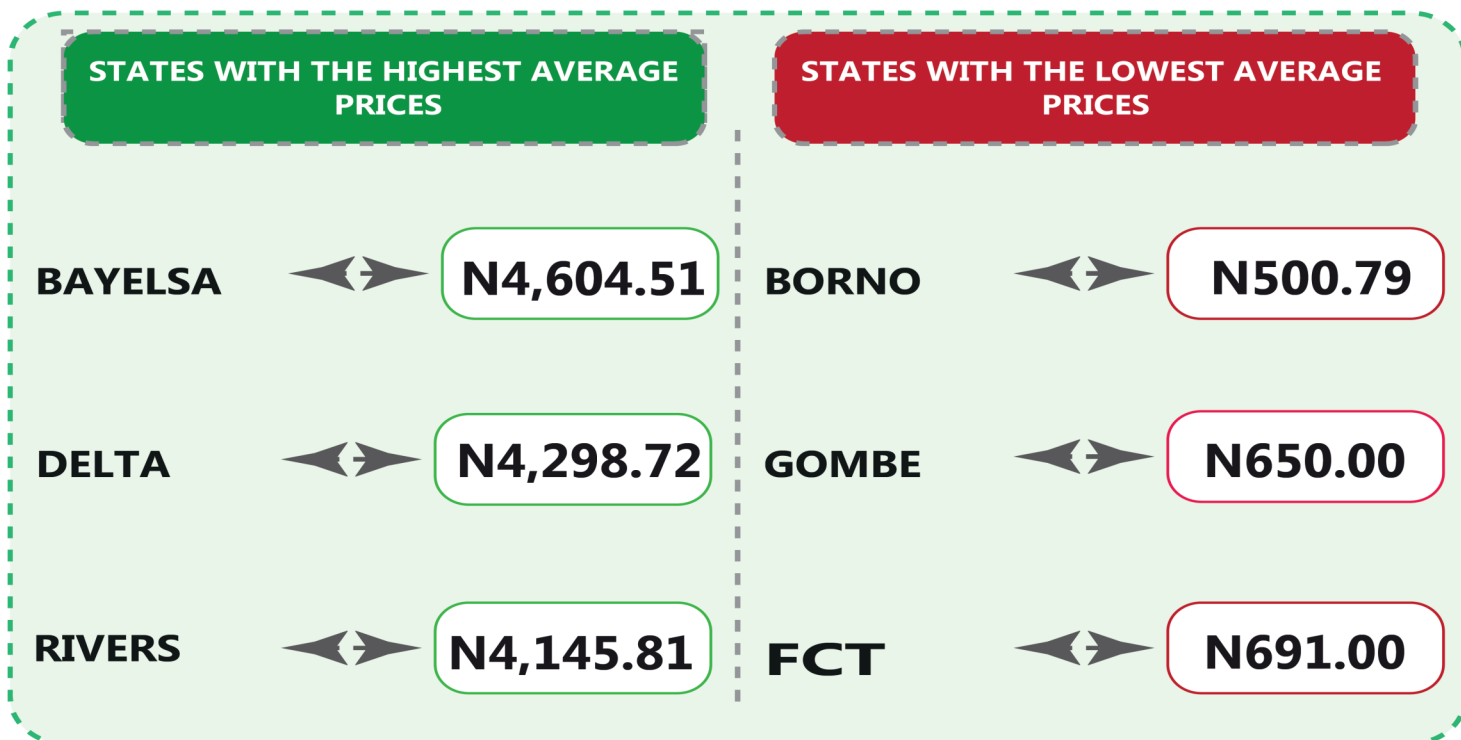 STATES WITH THE HIGHEST AVERAGE
PRICES
BAYELSA N4,604.51
DELTA N4,298.72
RIVERS N4,145.81
STATES WITH THE LOWEST AVERAGE
PRICES
BORNO N500.79
GOMBE N650.00
FCT N691.00